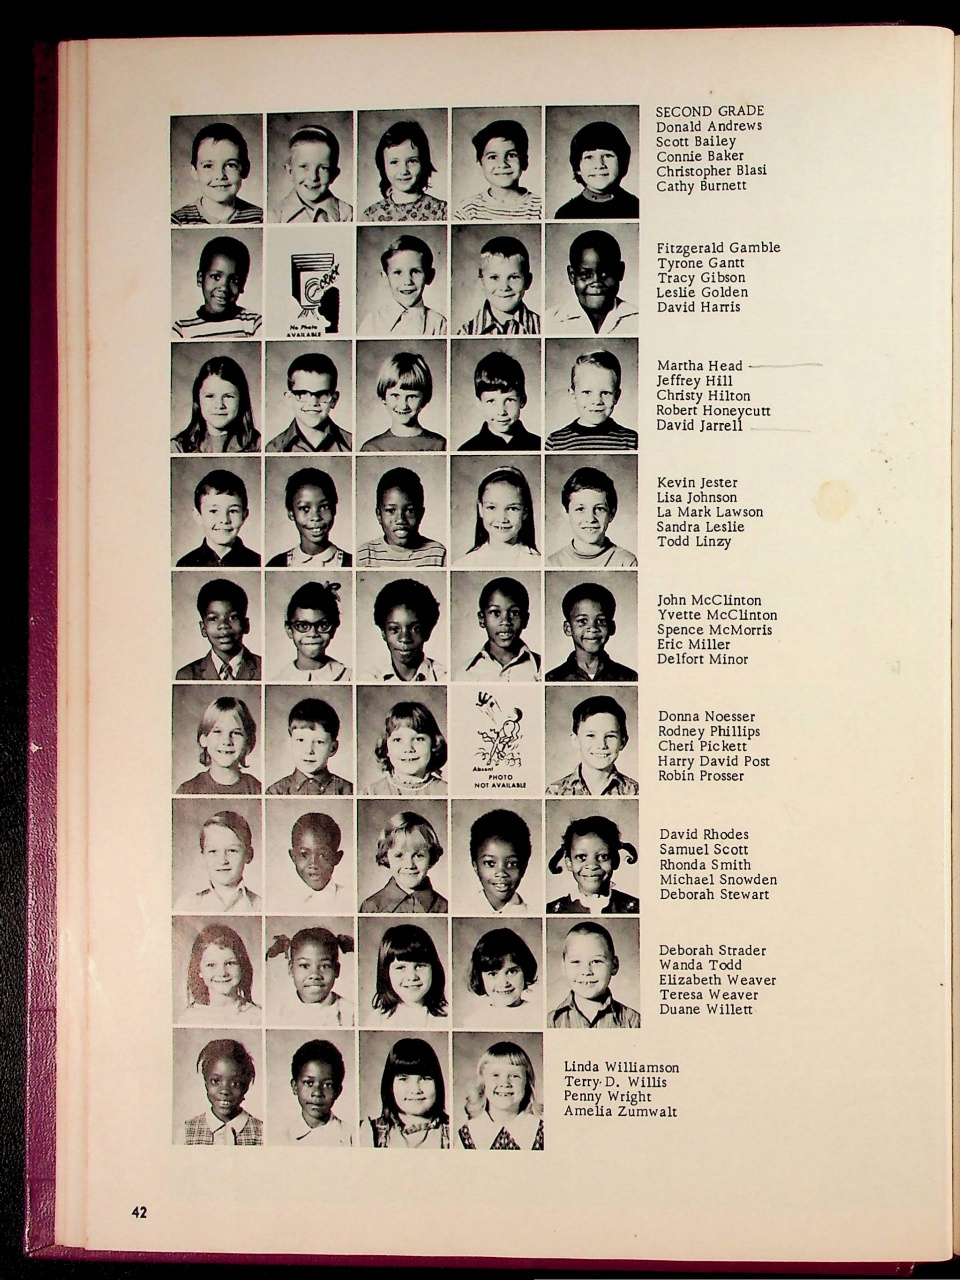 SECOND GRADE
Donald Andrews
Scott Bailey
Connie Baker
Christopher Blasi
Cathy Burnett
Fitzgerald Gamble
Tyrone Gantt
Tracy Gibson
Leslie Golden
David Harris
No Photo
AVAILABLE
Martha Head
Jeffrey Hill
Christy Hilton
Robert Honeycutt
David Jarrell
Kevin Jester
Lisa Johnson
La Mark Lawson
Sandra Leslie
Todd Linzy
John McClinton
Yvette McClinton
Spence McMorris
Eric Miller
Delfort Minor
Donna Noesser
Rodney Phillips
Cheri Pickett
Harry David Post
Robin Prosser
Absent
PHOTO
NOT AVAILABLE
David Rhodes
Samuel Scott
Rhonda Smith
Michael Snowden
Deborah Stewart
Deborah Strader
Wanda Todd
Elizabeth Weaver
Teresa Weaver
Duane Willett
Linda Williamson
Terry D. Willis
Penny Wright
Amelia Zumwalt
42